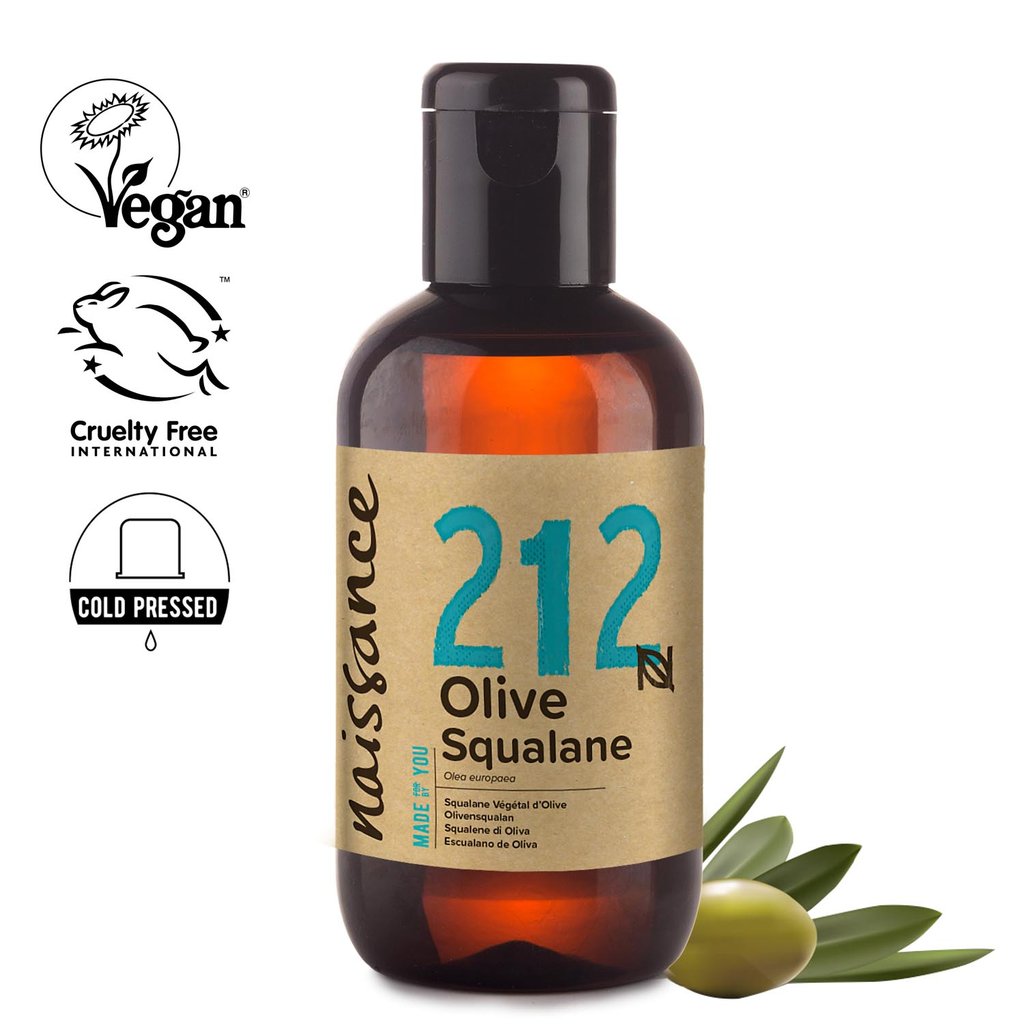 Vegan®
™
Cruelty Free
INTERNATIONAL
COLD PRESSED
naissance
212
N
Olive
Squalane
Olea europaea
MADE FOR BY YOU
Squalane Végétal d'Olive
Olivensqualan
Squalene di Oliva
Escualano de Oliva